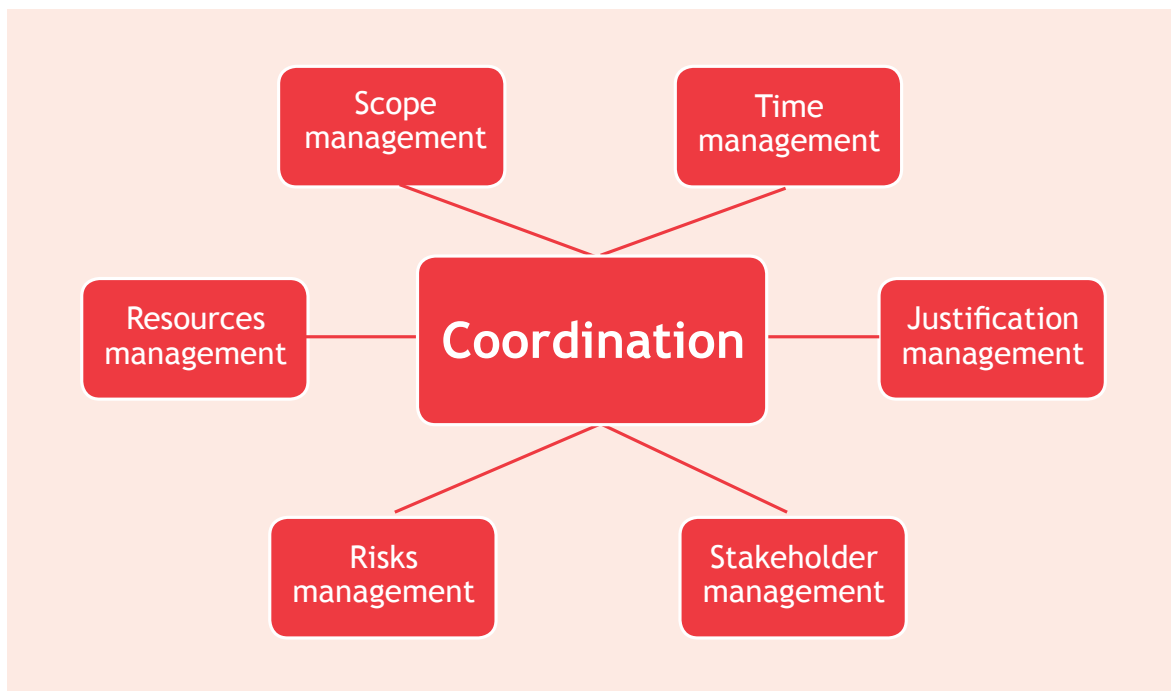 Scope
management
Time
management
Resources
management
Coordination
Justification
management
Risks
management
Stakeholder
management